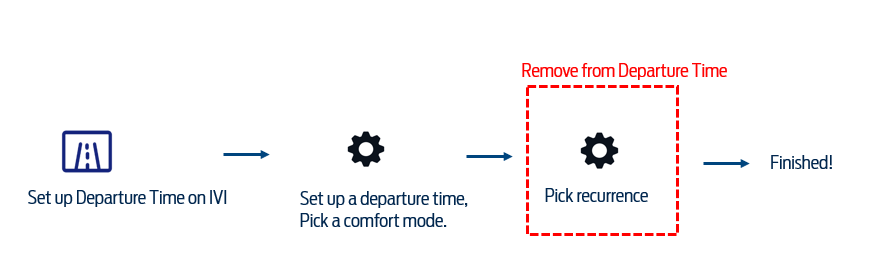 Remove from Departure Time
Set up Departure Time on IVI
Set up a departure time,
Pick a comfort mode.
Pick recurrence
Finished!